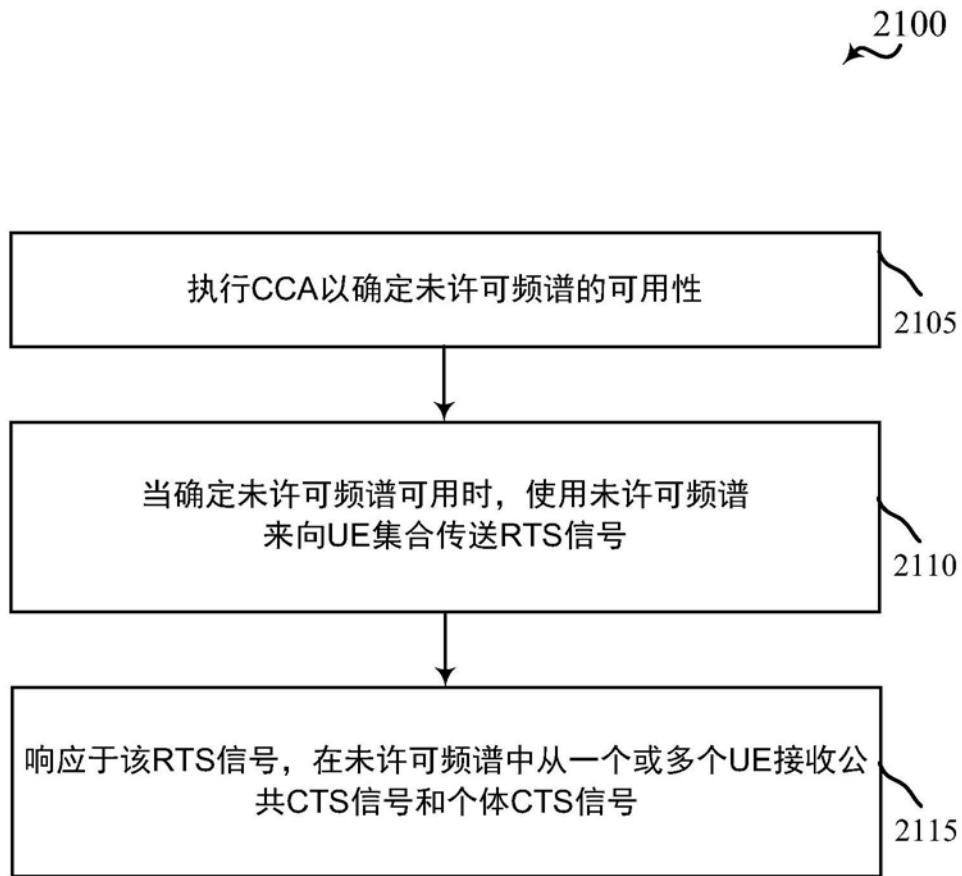 2100
执行CCA以确定未许可频谱的可用性
2105
当确定未许可频谱可用时，使用未许可频谱
来向UE集合传送RTS信号
2110
响应于该RTS信号，在未许可频谱中从一个或多个UE接收公
共CTS信号和个体CTS信号
2115